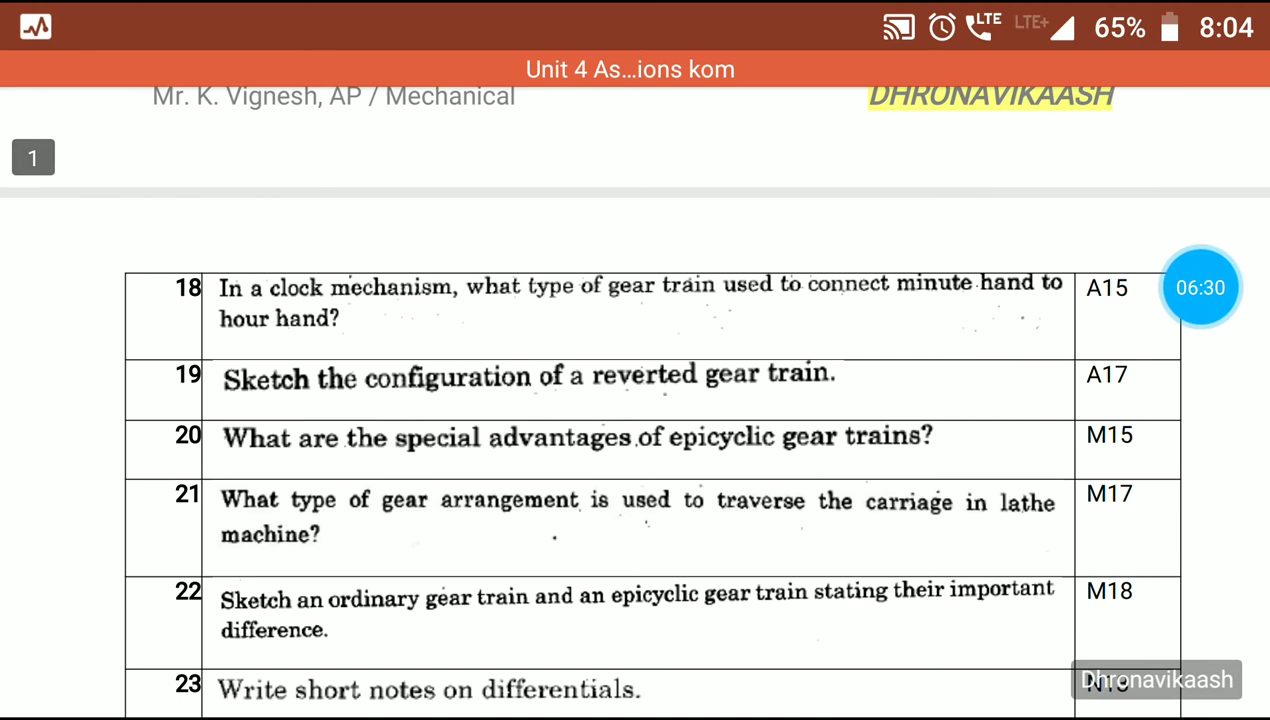 LTE LTE+ 65% 8:04
Unit 4 As...ions kom
Mr. K. Vignesh, AP / Mechanical DHRONAVIKAASH
1
18 In a clock mechanism, what type of gear train used to connect minute hand to A15
hour hand?
06:30
19 Sketch the configuration of a reverted gear train. A17
20 What are the special advantages of epicyclic gear trains? M15
21 What type of gear arrangement is used to traverse the carriage in lathe M17
machine?
22 Sketch an ordinary gear train and an epicyclic gear train stating their important M18
difference.
23 Write short notes on differentials.
Dhronavikaash